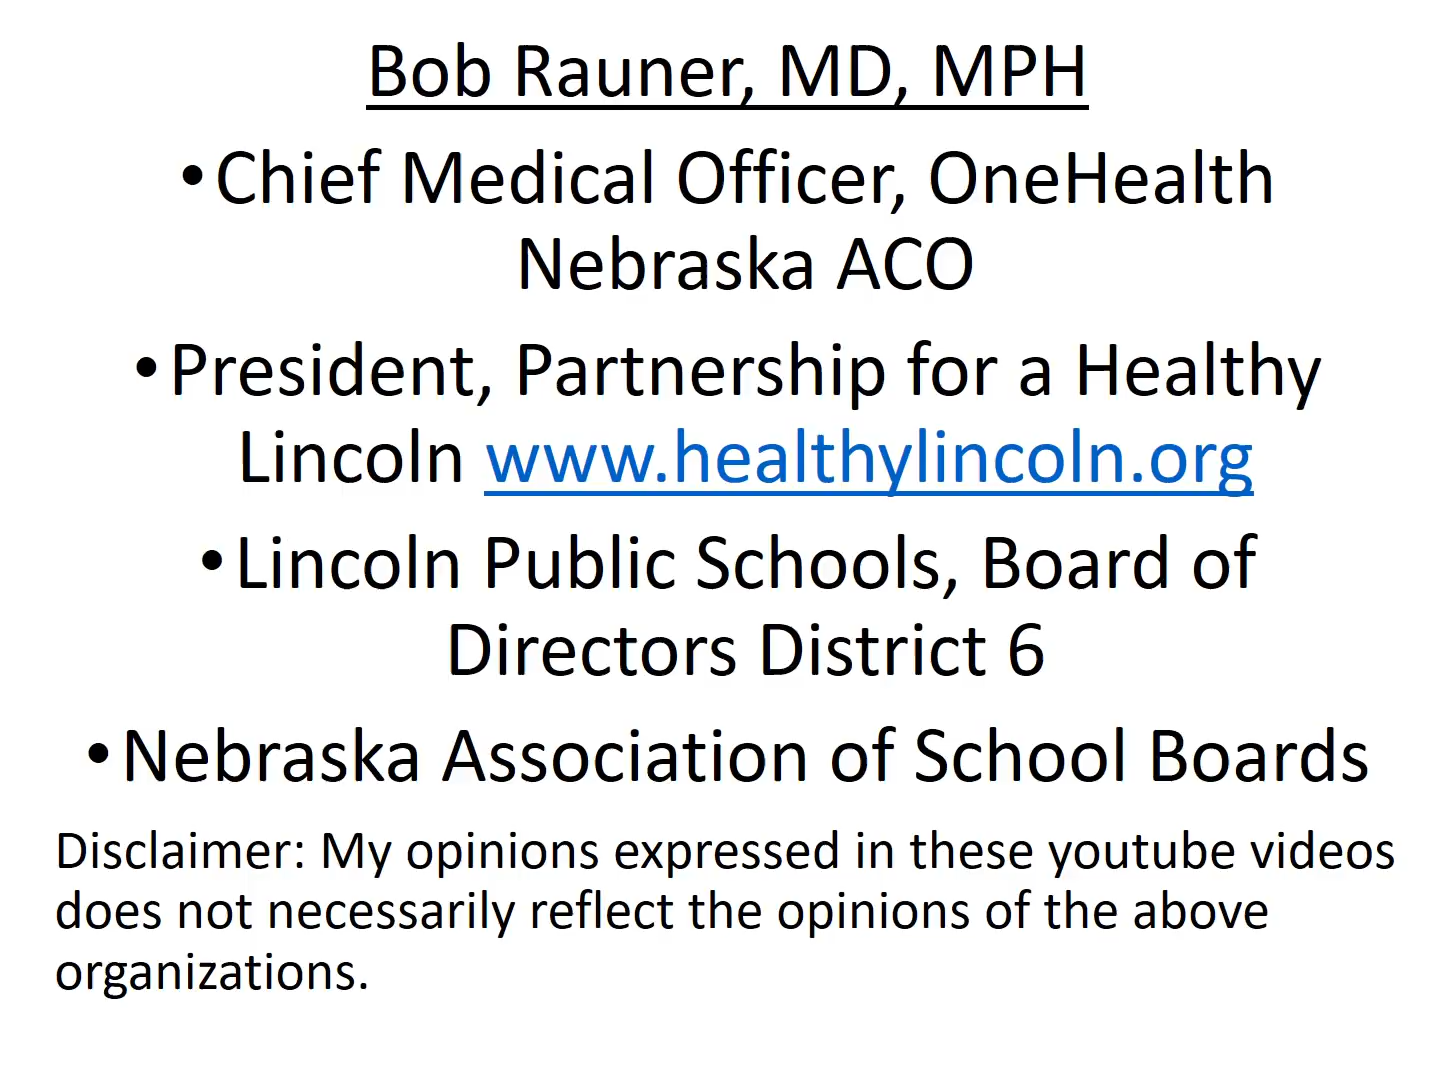 Bob Rauner, MD, MPH
•Chief Medical Officer, OneHealth
Nebraska ACO
•President, Partnership for a Healthy
Lincoln www.healthylincoln.org
•Lincoln Public Schools, Board of
Directors District 6
•Nebraska Association of School Boards
Disclaimer: My opinions expressed in these youtube videos
does not necessarily reflect the opinions of the above
organizations.